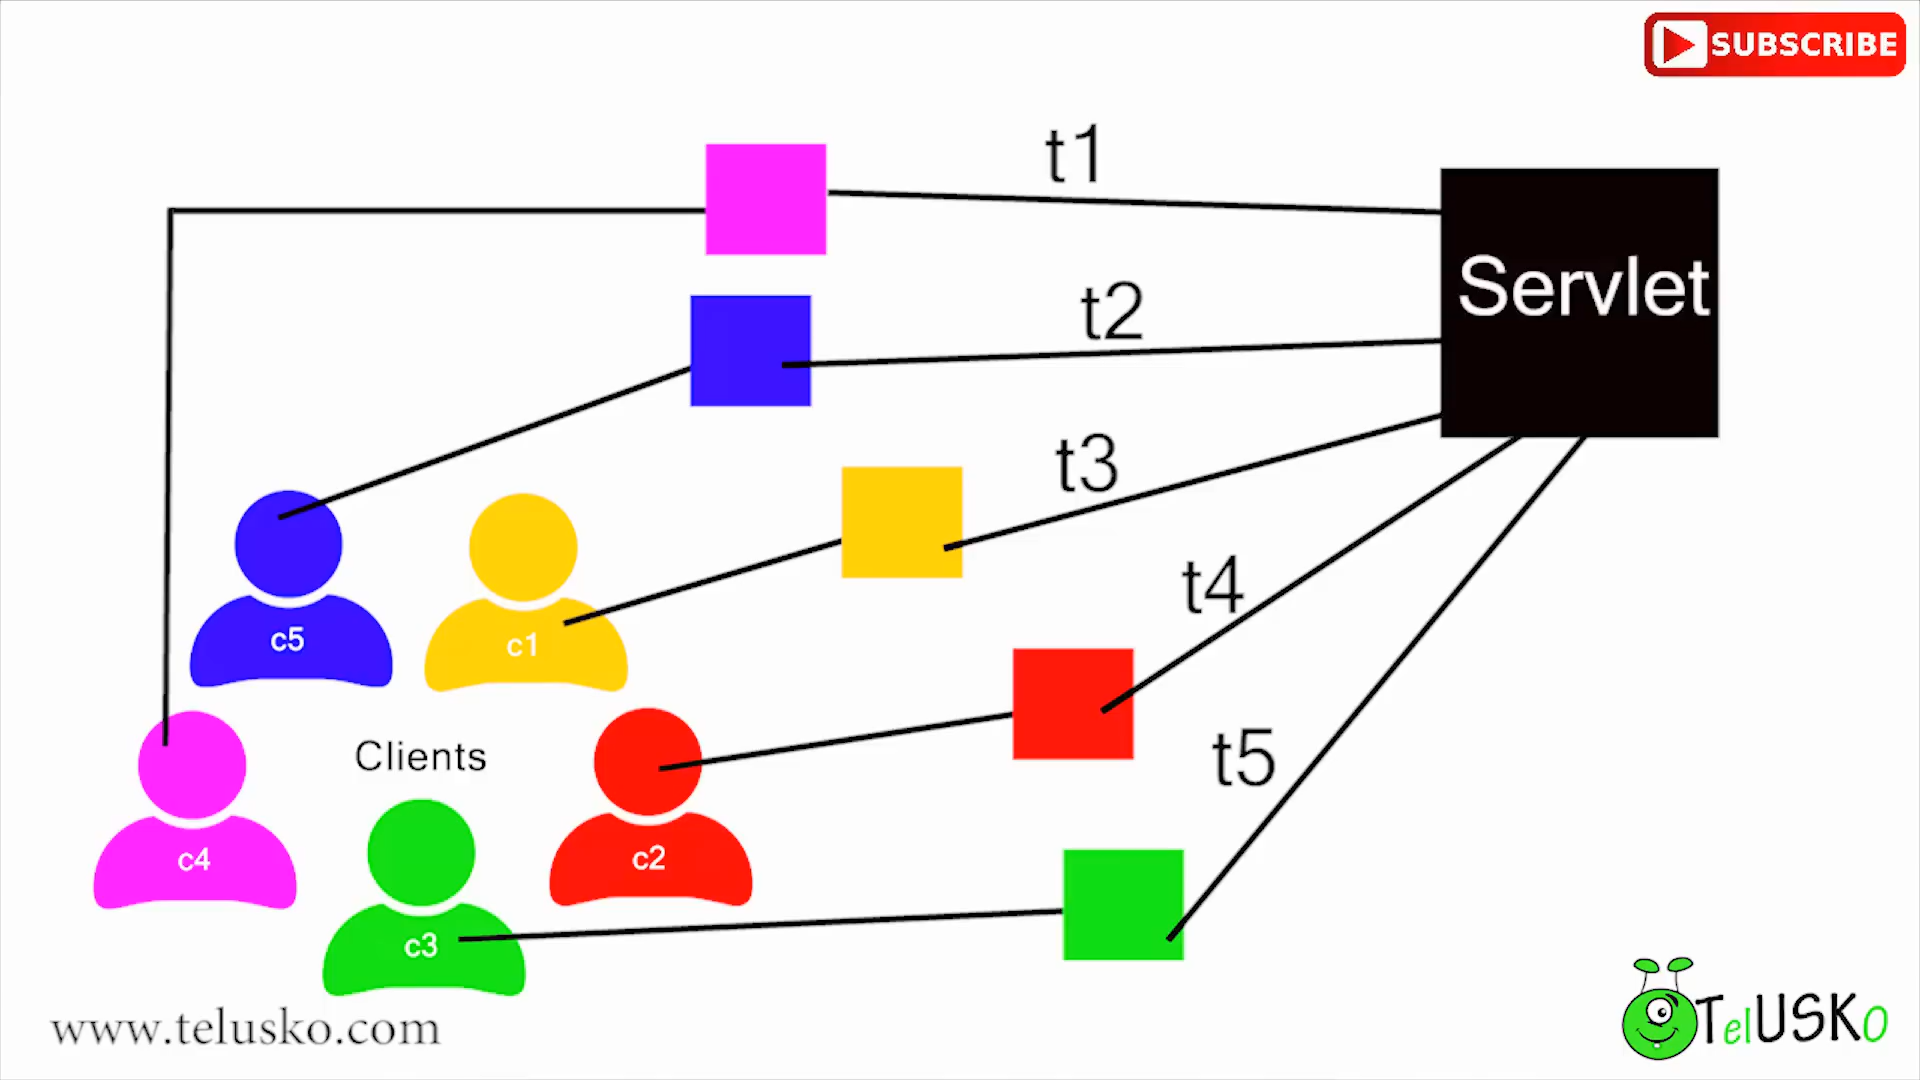 SUBSCRIBE
t1
Servlet
t2
t3
t4
c5
c1
t5
Clients
c4
c2
c3
www.telusko.com
TelUSKO